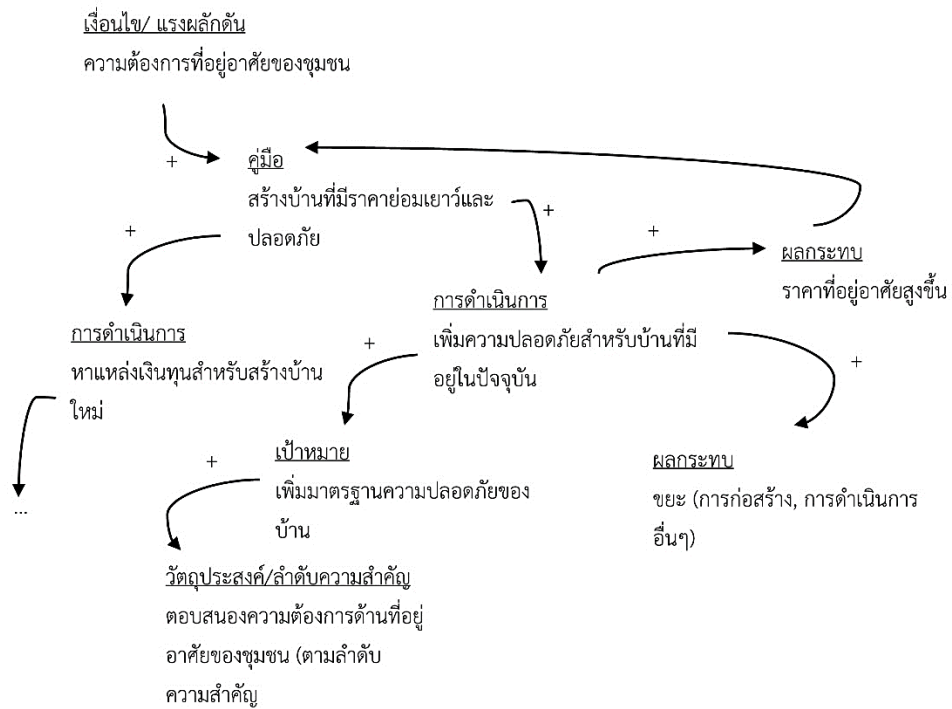 เงื่อนไข/ แรงผลักดัน
ความต้องการที่อยู่อาศัยของชุมชน
+
คู่มือ
สร้างบ้านที่มีราคาย่อมเยาว์และ
ปลอดภัย
+
+
+
ผลกระทบ
ราคาที่อยู่อาศัยสูงขึ้น
การดำเนินการ
หาแหล่งเงินทุนสำหรับสร้างบ้าน
ใหม่
...
การดำเนินการ
เพิ่มความปลอดภัยสำหรับบ้านที่มี
อยู่ในปัจจุบัน
+
+
เป้าหมาย
เพิ่มมาตรฐานความปลอดภัยของ
บ้าน
ผลกระทบ
ขยะ (การก่อสร้าง, การดำเนินการ
อื่นๆ)
+
วัตถุประสงค์/ลำดับความสำคัญ
ตอบสนองความต้องการด้านที่อยู่
อาศัยของชุมชน (ตามลำดับ
ความสำคัญ